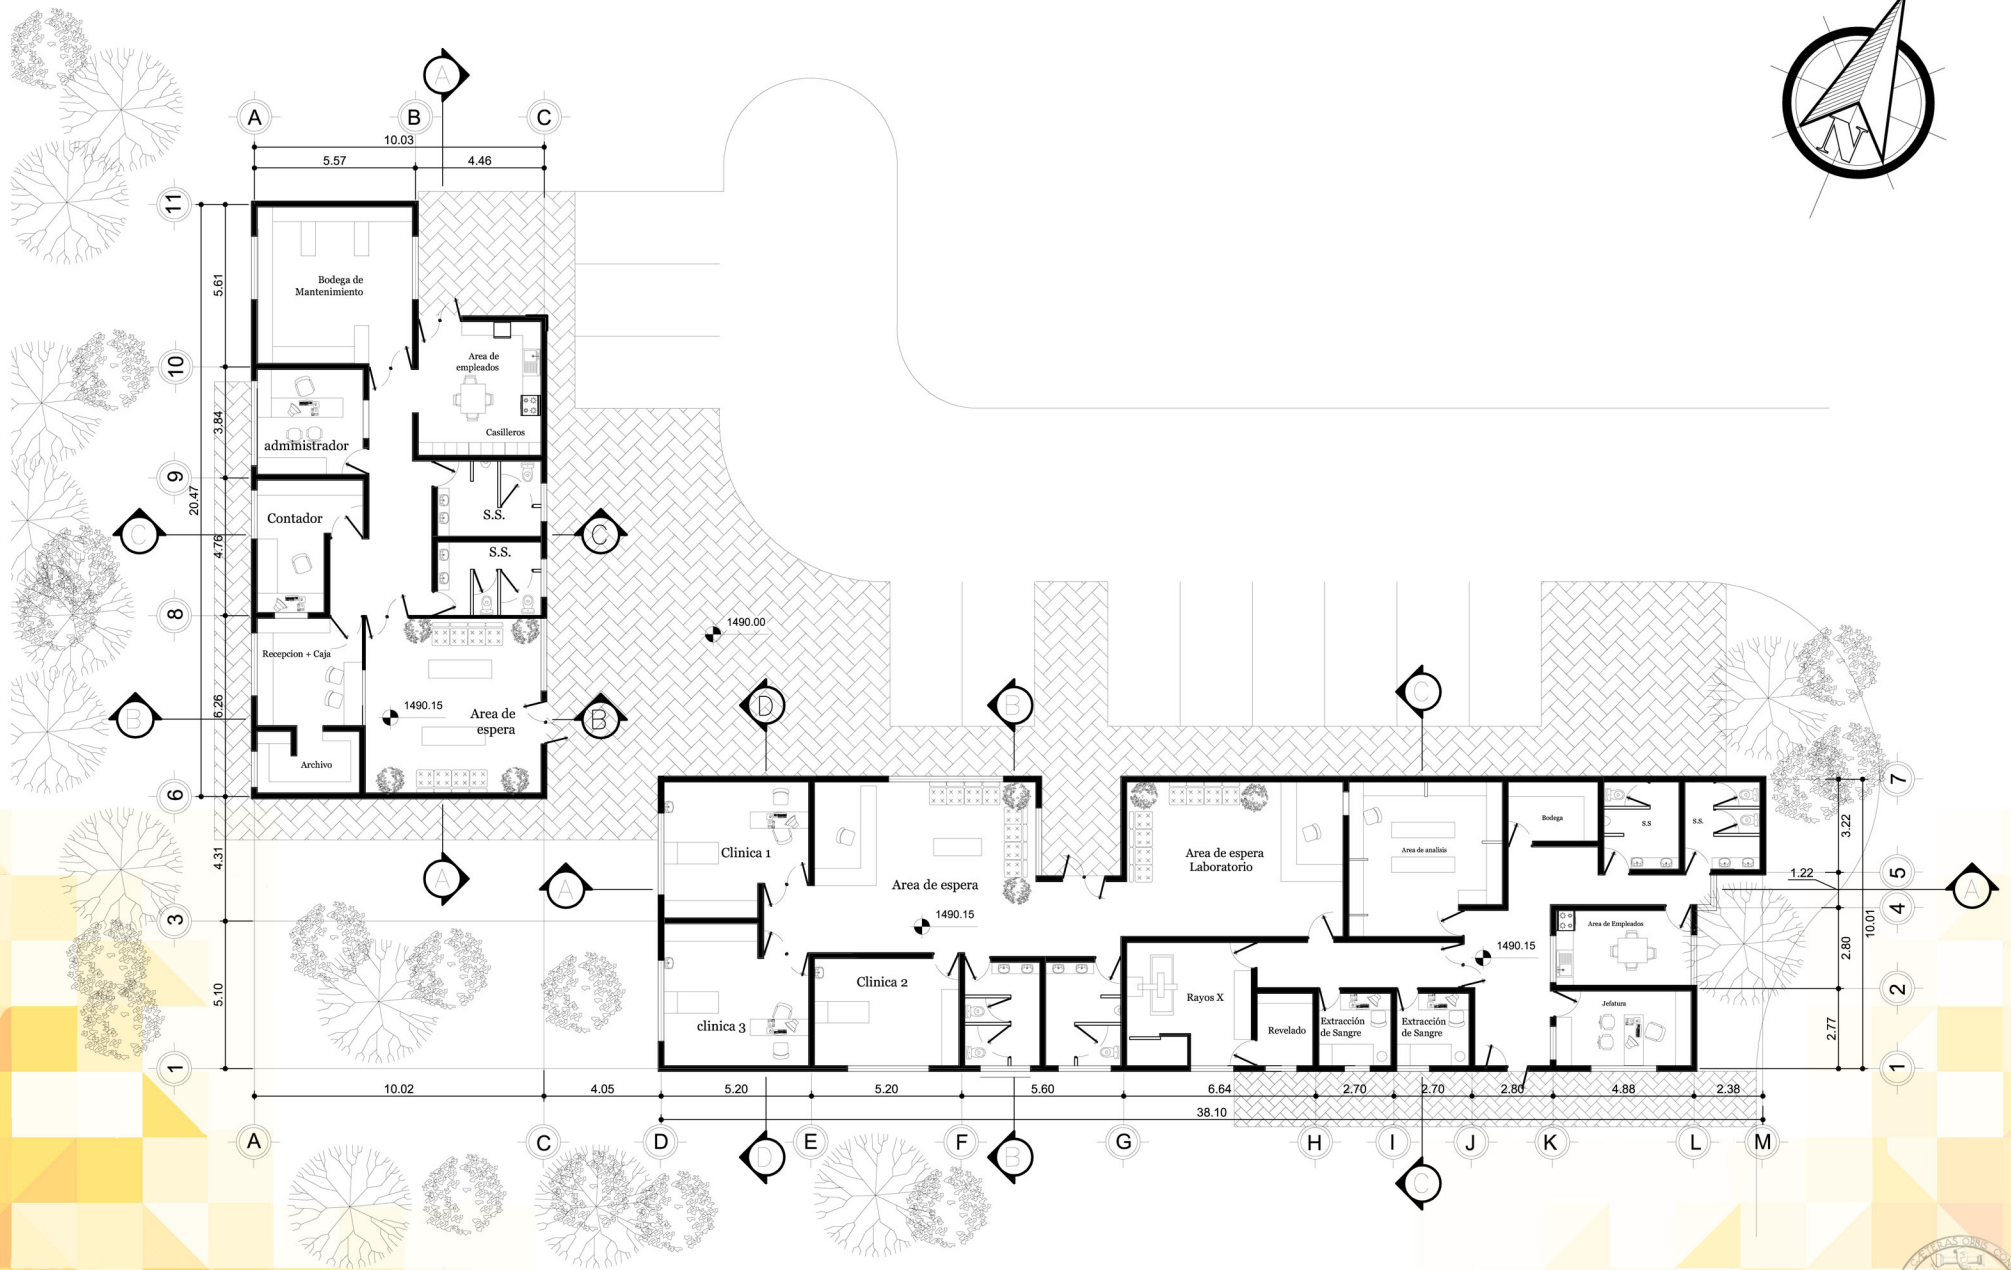 A
N
A
B
C
10.03
5.57
4.46
11
5.61
Bodega de
Mantenimiento
10
Area de
empleados
3.84
administrador
Casilleros
9
20.47
Contador
S.S.
C
C
4.76
S.S.
8
1490.00
Recepcion + Caja
6.26
1490.15
Area de
espera
B
B
D
B
C
Archivo
6
7
4.31
3.22
Clinica 1
Area de espera
Area de espera
Laboratorio
Area de analisis
Bodega
S.S
S.S.
A
A
1.22
5
A
3
4
1490.15
1490.15
Area de Empleados
10.01
2.80
5.10
Clinica 2
clinica 3
Rayos X
Revelado
Extracción
de Sangre
Extracción
de Sangre
Jefatura
2
2.77
1
1
10.02
4.05
5.20
5.20
5.60
6.64
2.70
2.70
2.80
4.88
2.38
38.10
A
C
D
E
F
G
H
I
J
K
L
M
D
B
C
CÆTERAS ORBIS CO